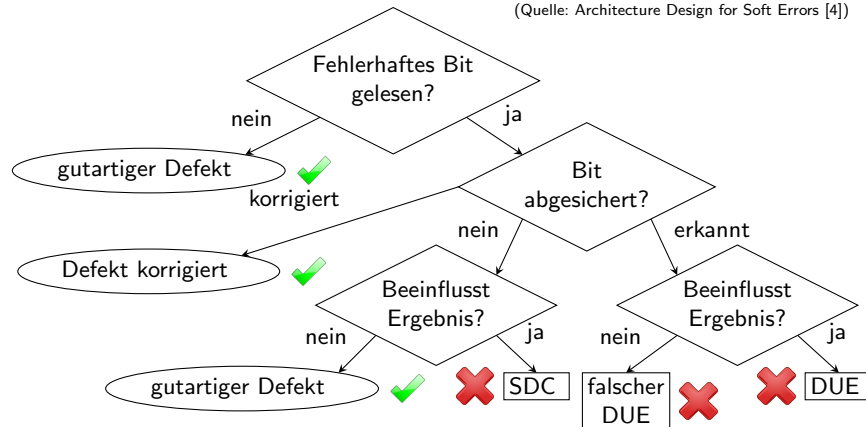 (Quelle: Architecture Design for Soft Errors [4])
Fehlerhaftes Bit
gelesen?
nein
ja
gutartiger Defekt
Bit
abgesichert?
korrigiert
nein
erkannt
Defekt korrigiert
Beeinflusst
Ergebnis?
Beeinflusst
Ergebnis?
nein
ja
nein
ja
gutartiger Defekt
SDC
falscher
DUE
DUE